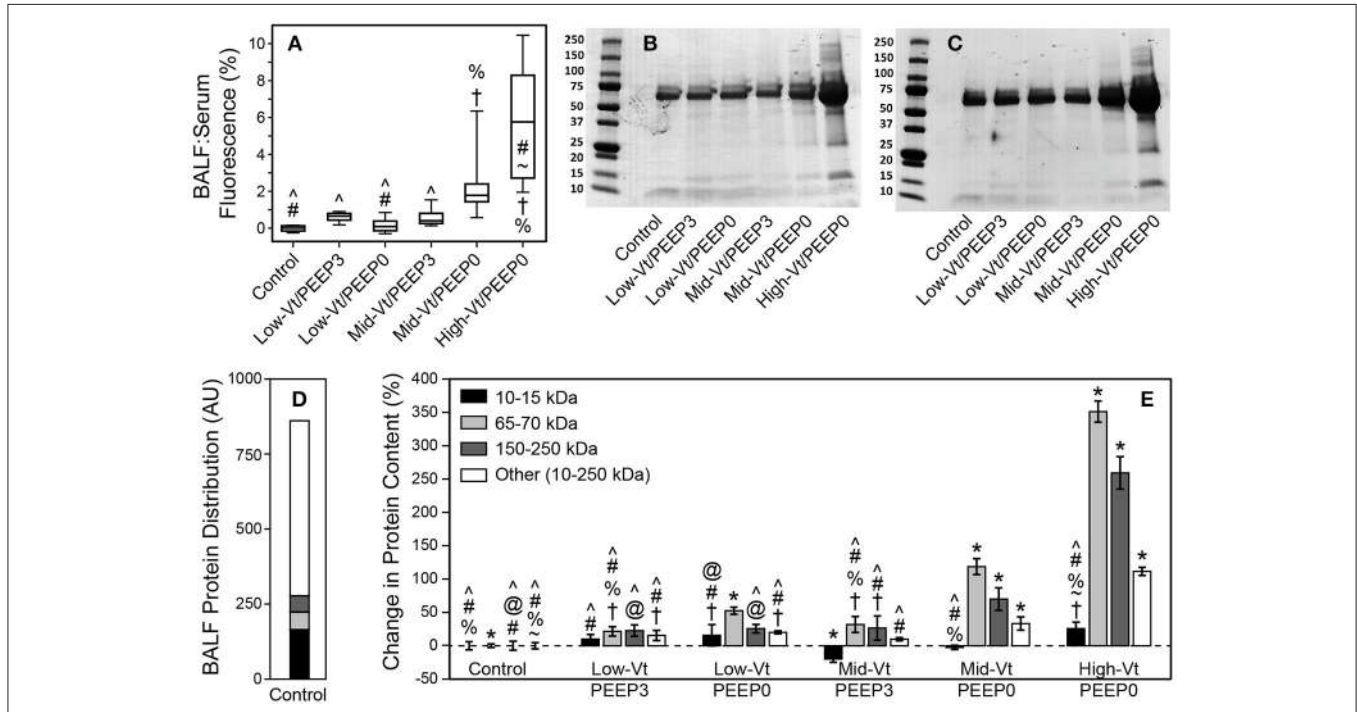 A
BALF:Serum
Fluorescence (%)
10
8
6
4
2
0
^
#
^
^
#
^
%
†
#
~
†
%
Control
Low-Vt/PEEP3
Low-Vt/PEEP0
Mid-Vt/PEEP3
Mid-Vt/PEEP0
High-Vt/PEEP0
B
250
150
100
75
50
37
25
20
15
10
Control
Low-Vt/PEEP3
Low-Vt/PEEP0
Mid-Vt/PEEP3
Mid-Vt/PEEP0
High-Vt/PEEP0
C
250
150
100
75
50
37
25
20
15
10
Control
Low-Vt/PEEP3
Low-Vt/PEEP0
Mid-Vt/PEEP3
Mid-Vt/PEEP0
High-Vt/PEEP0
D
BALF Protein Distribution (AU)
1000
750
500
250
0
Control
E
Change in Protein Content (%)
400
350
300
250
200
150
100
50
0
-50
10-15 kDa
65-70 kDa
150-250 kDa
Other (10-250 kDa)
^
#
%
*
^
@
#
^
#
%
~
^
#
^
#
%
†
^
@
^
#
†
@
#
†
*
^
@
^
#
†
*
^
#
%
†
^
#
†
^
#
^
#
%
*
*
*
^
#
%
~
†
*
*
*
Control
Low-Vt
PEEP3
Low-Vt
PEEP0
Mid-Vt
PEEP3
Mid-Vt
PEEP0
High-Vt
PEEP0